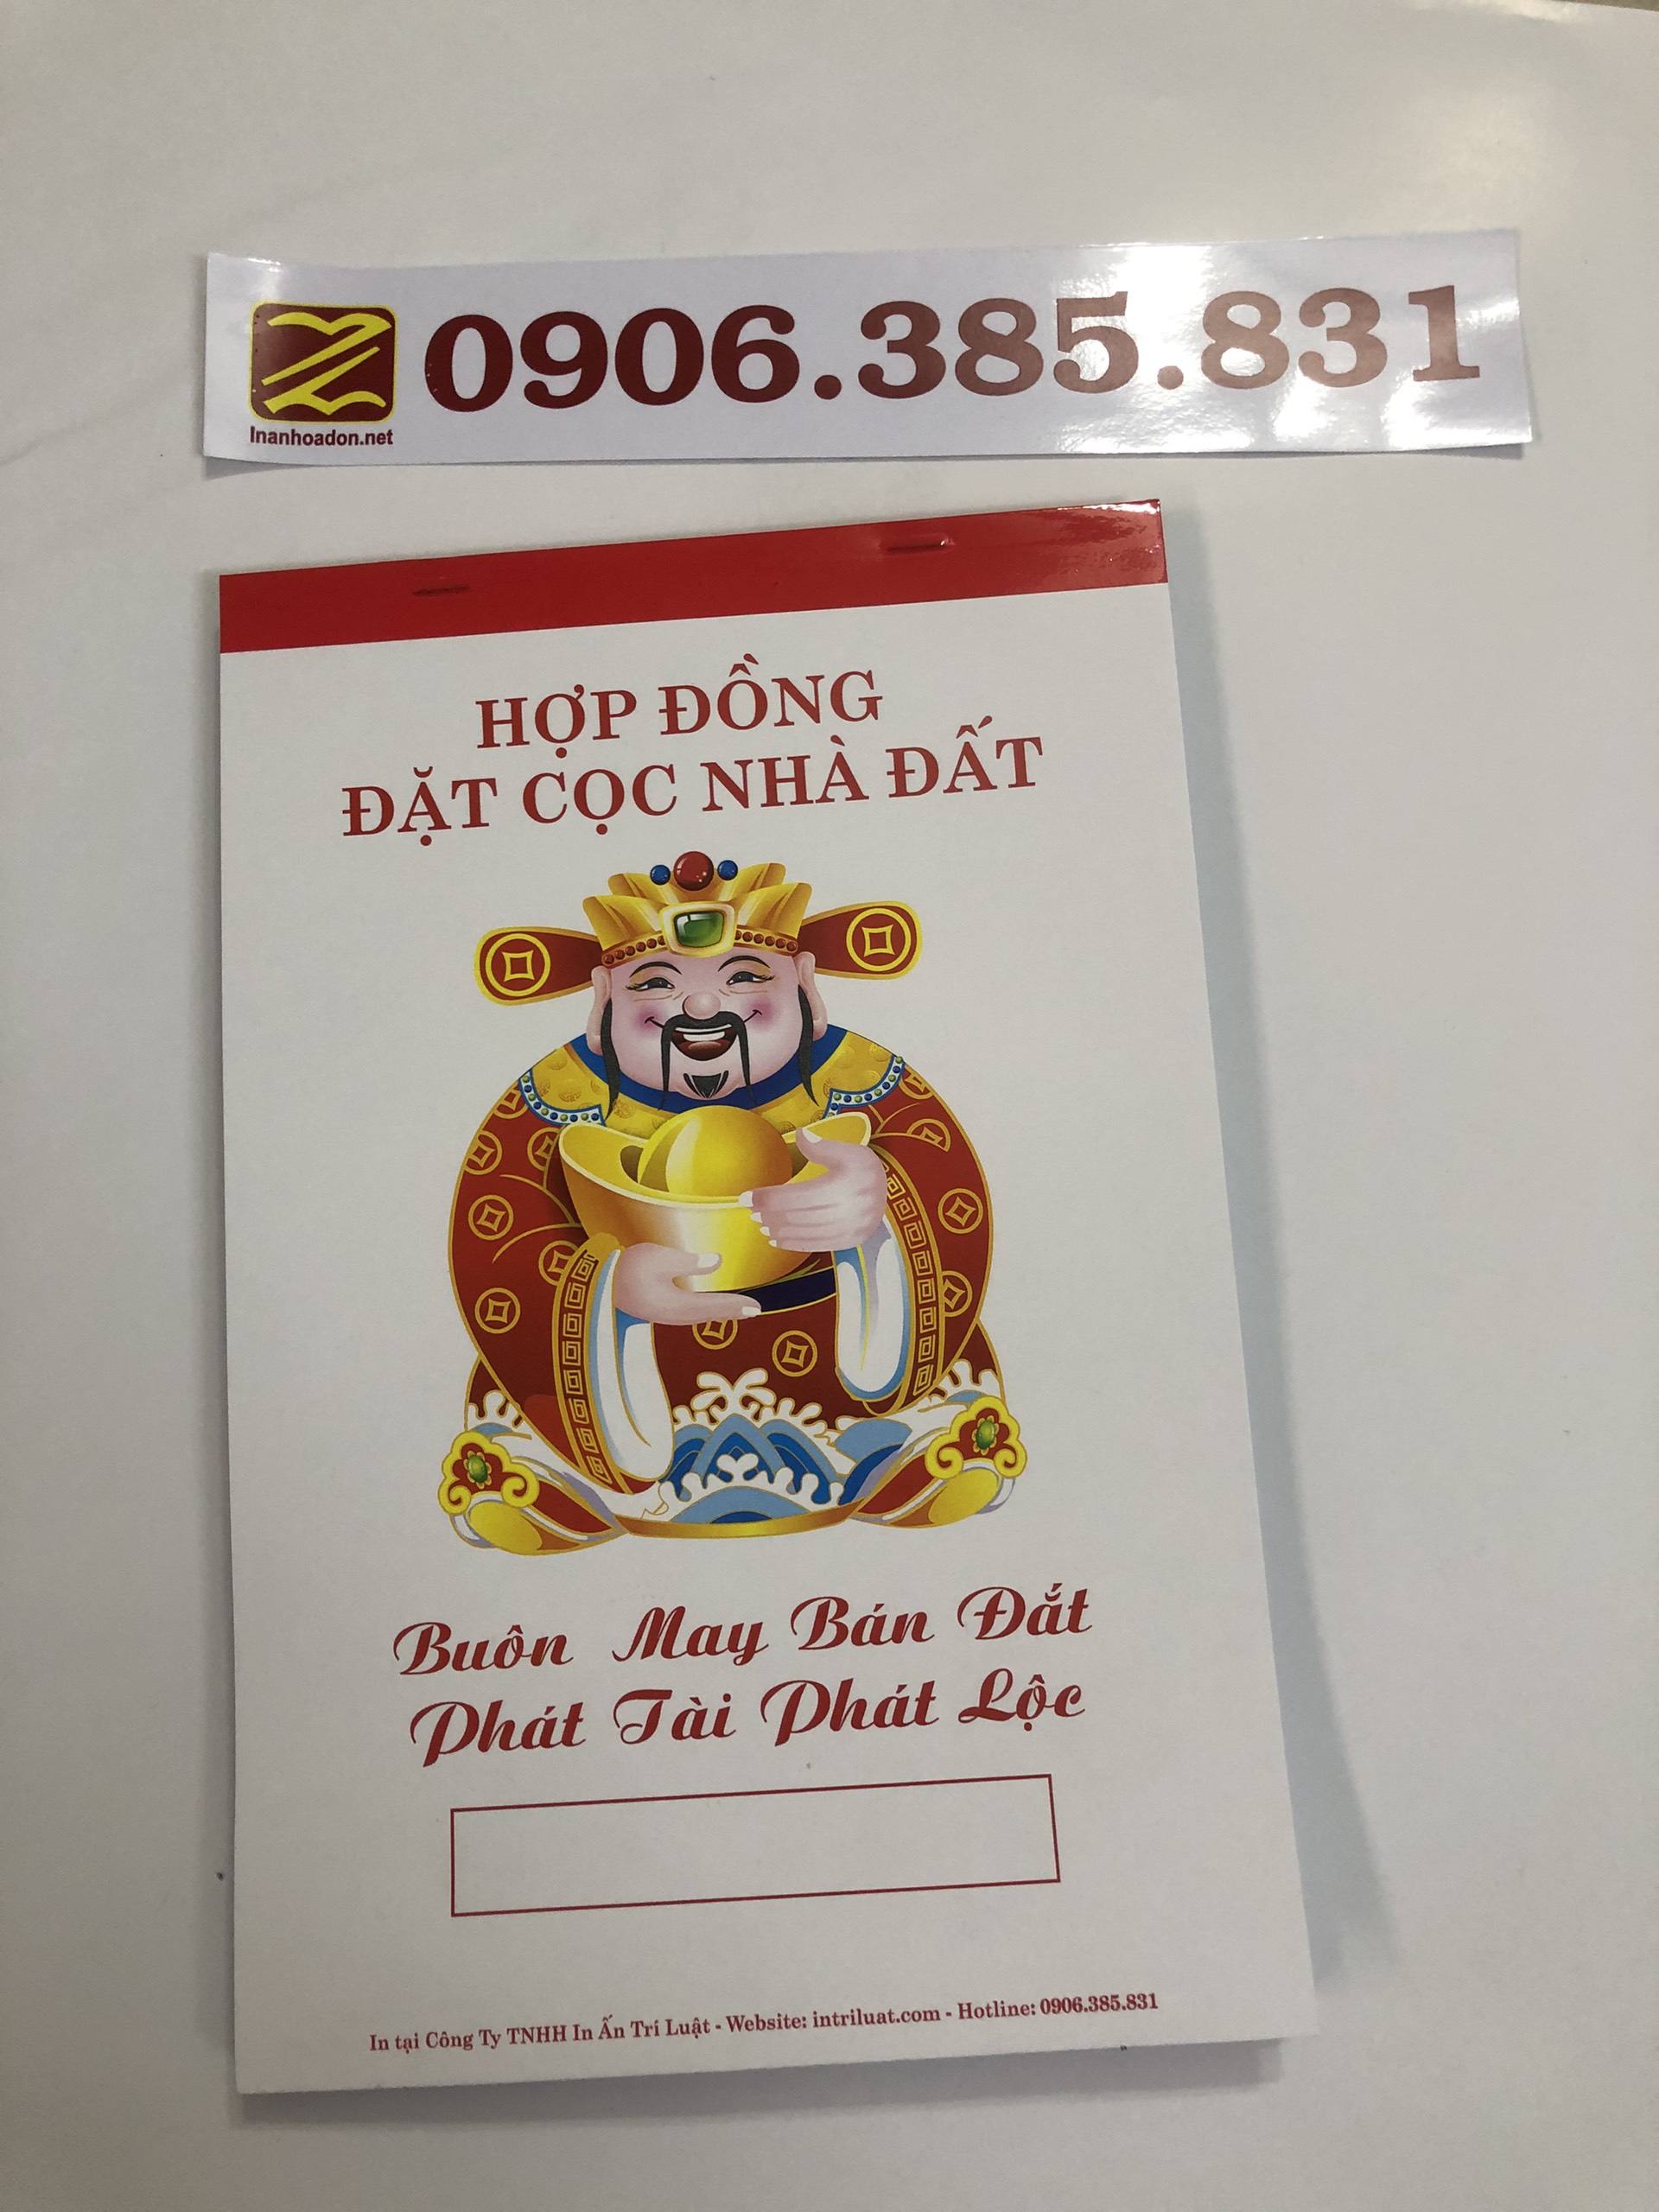 0906.385.831
Inanhoadon.net
HỢP ĐỒNG
ĐẶT CỌC NHÀ ĐẤT
Buôn May Bán Đắt
Phát Tài Phát Lộc
In tại Công Ty TNHH In Ấn Trí Luật - Website: intriluat.com - Hotline: 0906.385.831